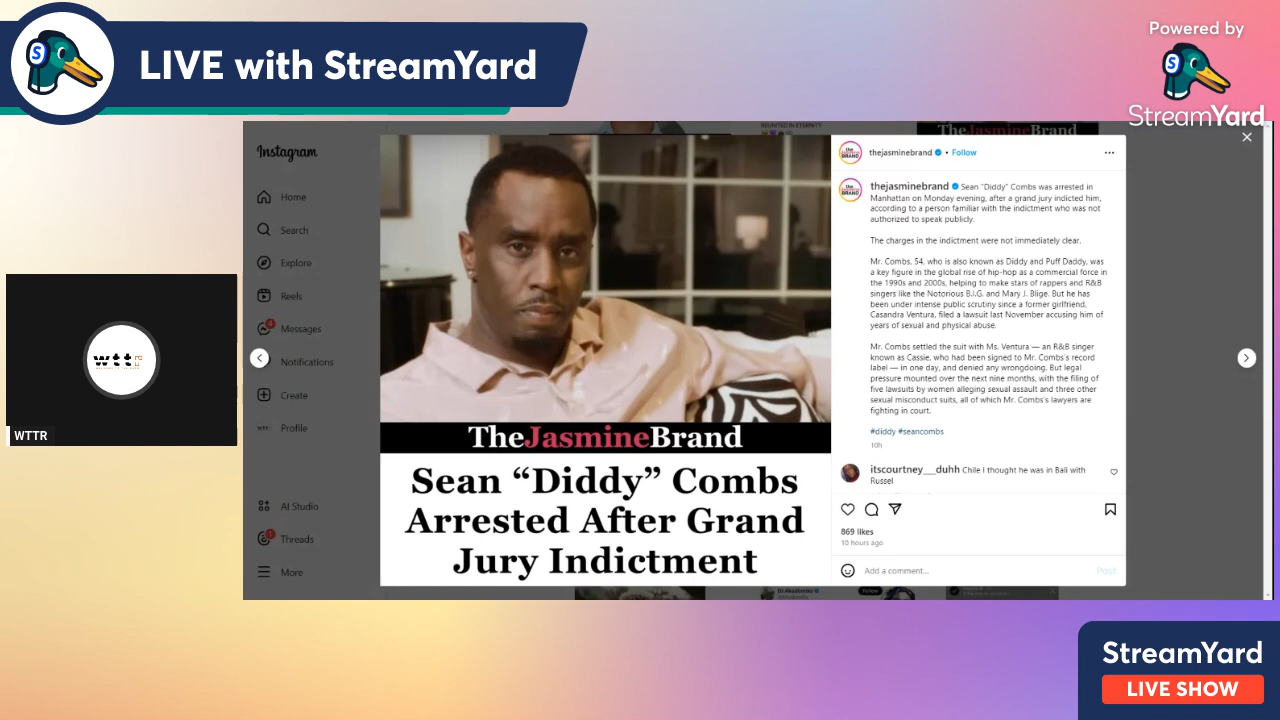 LIVE with StreamYard
Powered by
StreamYard
REUNITED IN ETERNITY
TheJasmineBrand
Instagram
Home
Search
Explore
Reels
4
Messages
Notifications
Create
Profile
AI Studio
1
Threads
More
WTTR
TheJasmineBrand
Sean “Diddy” Combs
Arrested After Grand
Jury Indictment
thejasminebrand • Follow
thejasminebrand Sean “Diddy” Combs was arrested in
Manhattan on Monday evening, after a grand jury indicted him,
according to a person familiar with the indictment who was not
authorized to speak publicly.
The charges in the indictment were not immediately clear.
Mr. Combs, 54, who is also known as Diddy and Puff Daddy, was
a key figure in the global rise of hip-hop as a commercial force in
the 1990s and 2000s, helping to make stars of rappers and R&B
singers like the Notorious B.I.G. and Mary J. Blige. But he has
been under intense public scrutiny since a former girlfriend,
Casandra Ventura, filed a lawsuit last November accusing him of
years of sexual and physical abuse.
Mr. Combs settled the suit with Ms. Ventura — an R&B singer
known as Cassie, who had been signed to Mr. Combs’s record
label — in one day, and denied any wrongdoing. But legal
pressure mounted over the next nine months, with the filing of
five lawsuits by women alleging sexual assault and three other
sexual misconduct suits, all of which Mr. Combs’s lawyers are
fighting in court.
#diddy #seancombs
10h
itscourtney___duhh Chile I thought he was in Bali with
Russel
869 likes
10 hours ago
Add a comment...
Post
StreamYard
LIVE SHOW